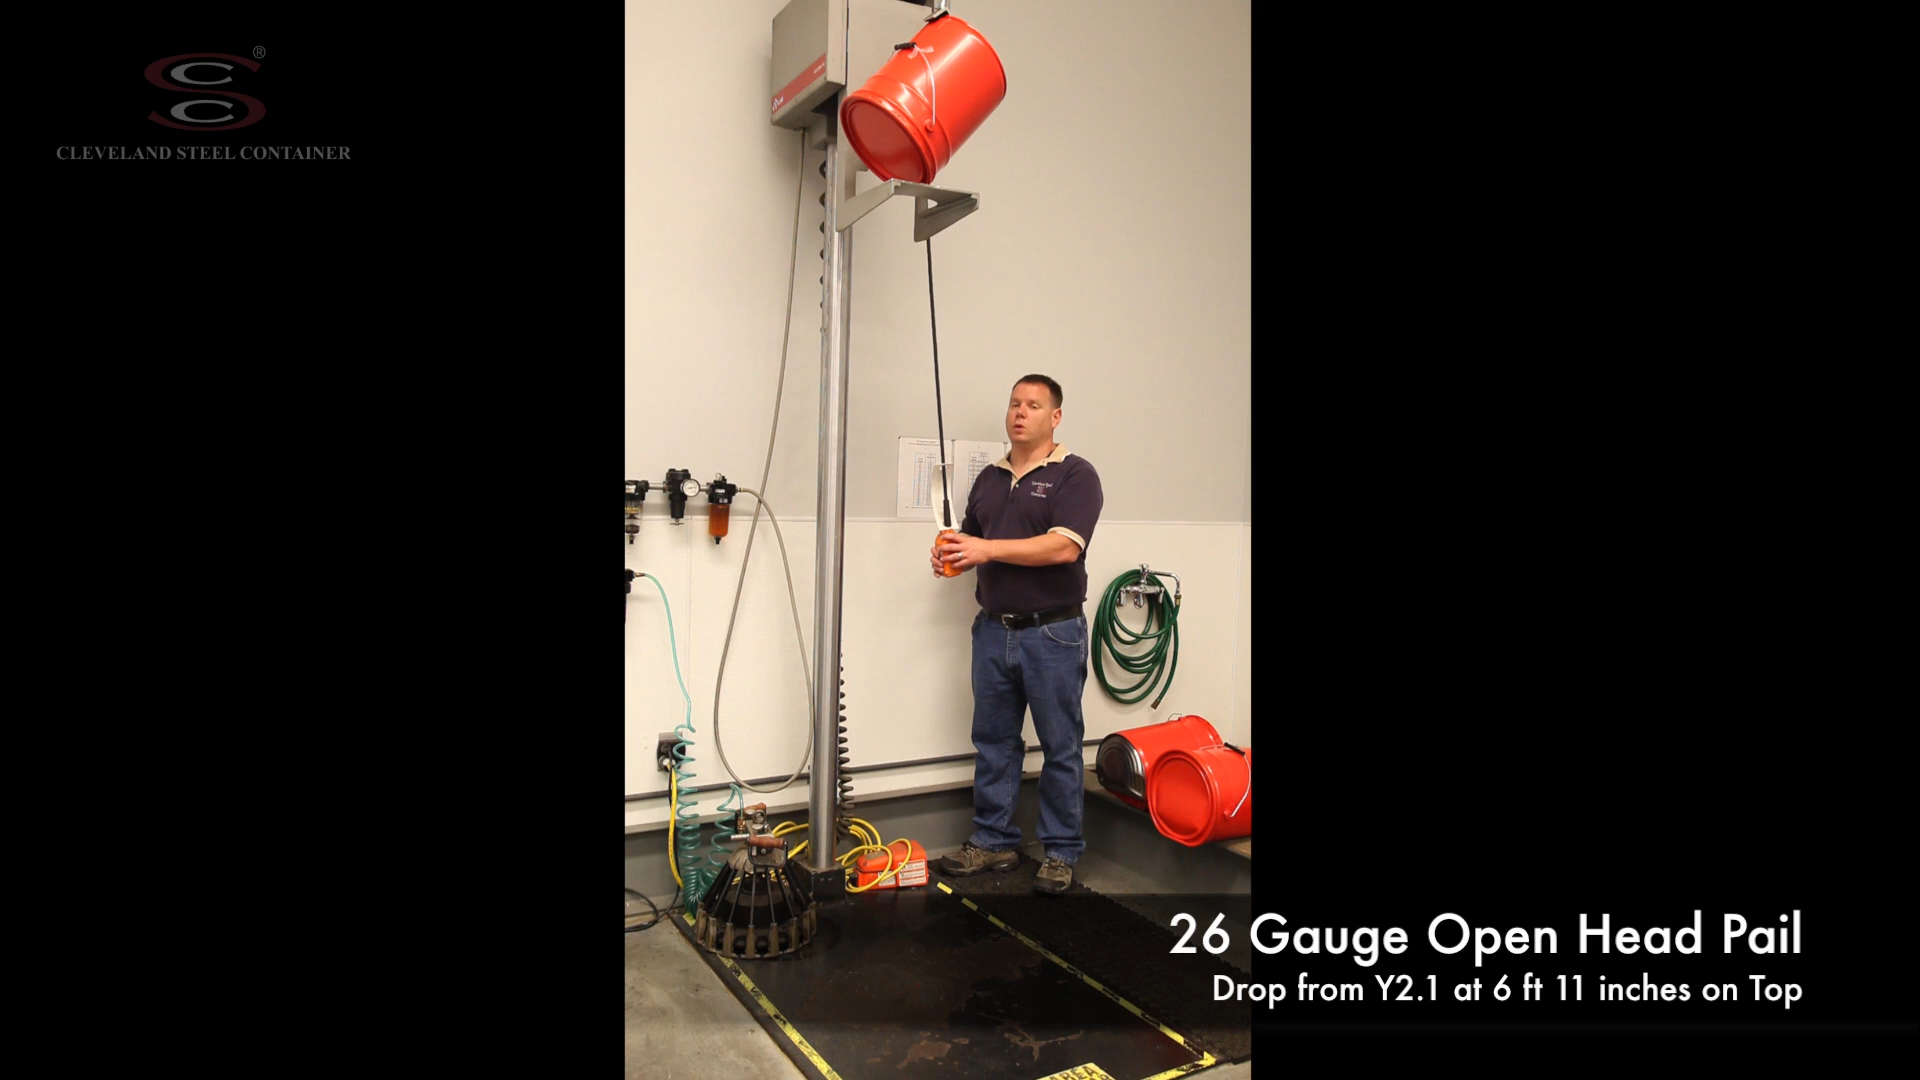 ®
CLEVELAND STEEL CONTAINER
26 Gauge Open Head Pail
Drop from Y2.1 at 6 ft 11 inches on Top